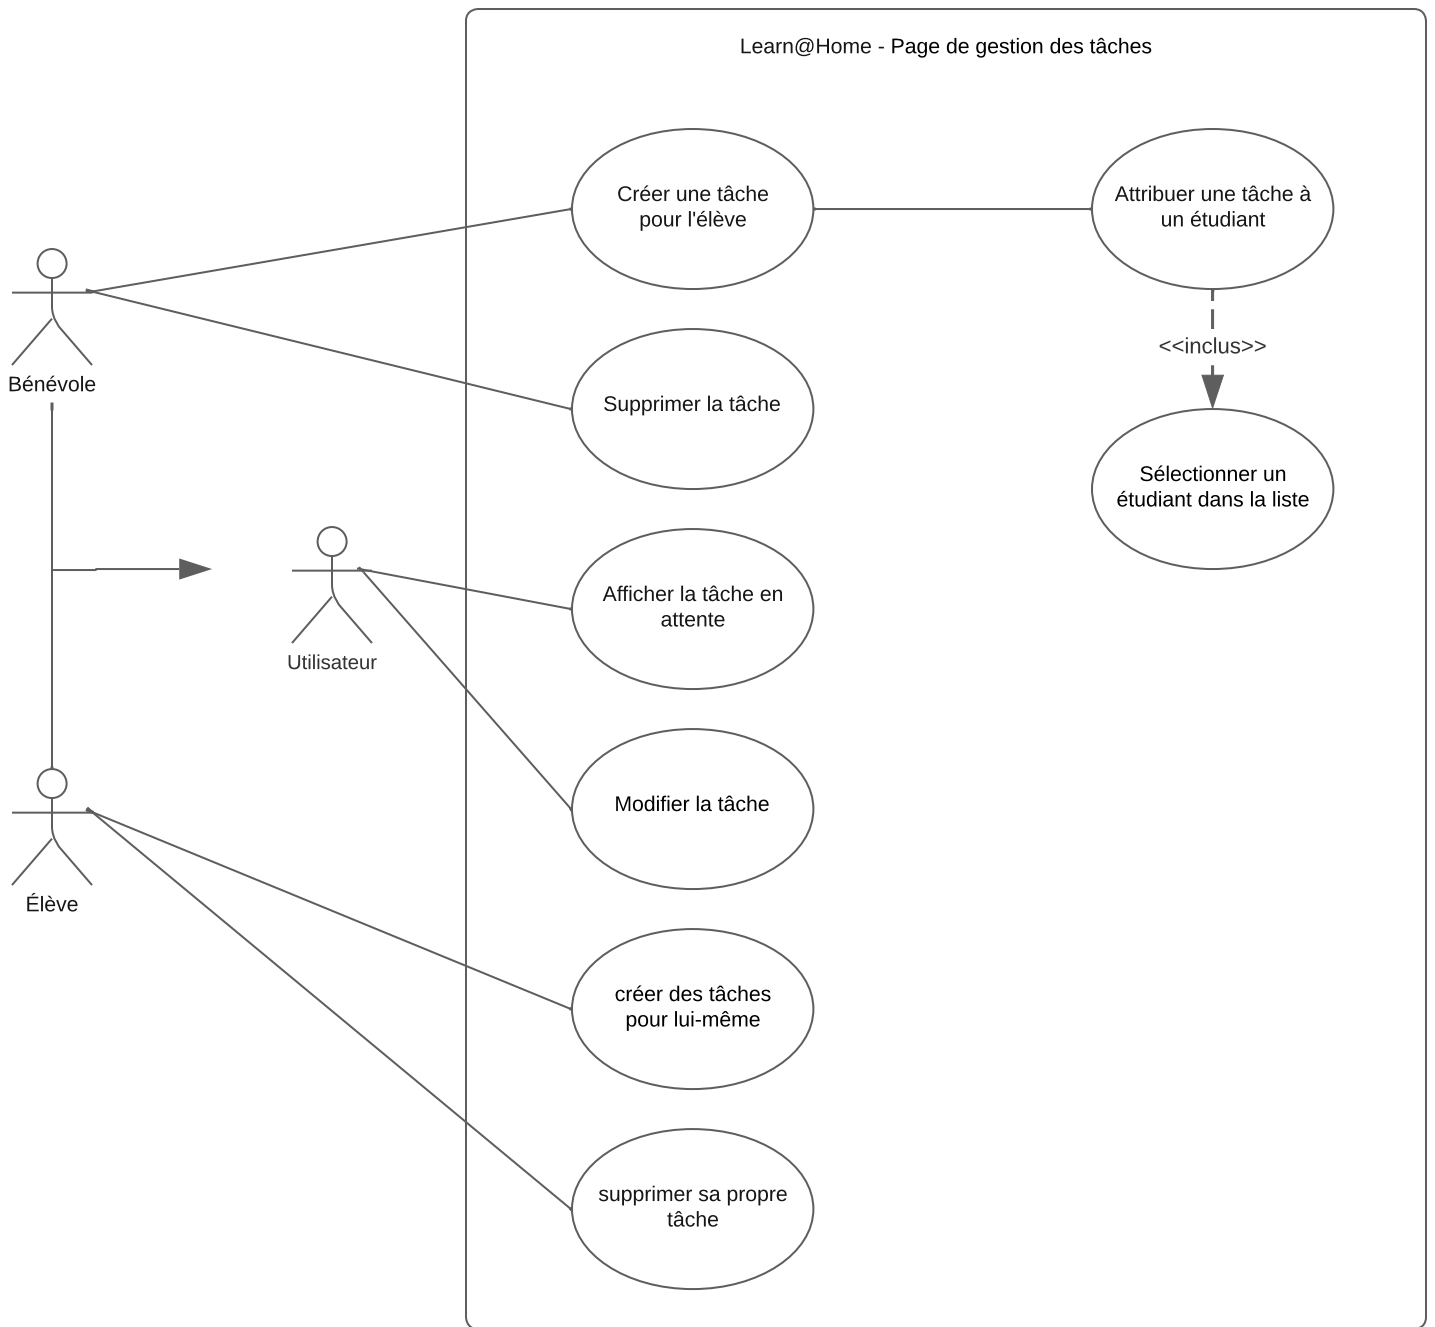 Learn@Home - Page de gestion des tâches
Créer une tâche
pour l'élève
Attribuer une tâche à
un étudiant
<<inclus>>
Bénévole
Supprimer la tâche
Sélectionner un
étudiant dans la liste
Afficher la tâche en
attente
Utilisateur
Modifier la tâche
Élève
créer des tâches
pour lui-même
supprimer sa propre
tâche